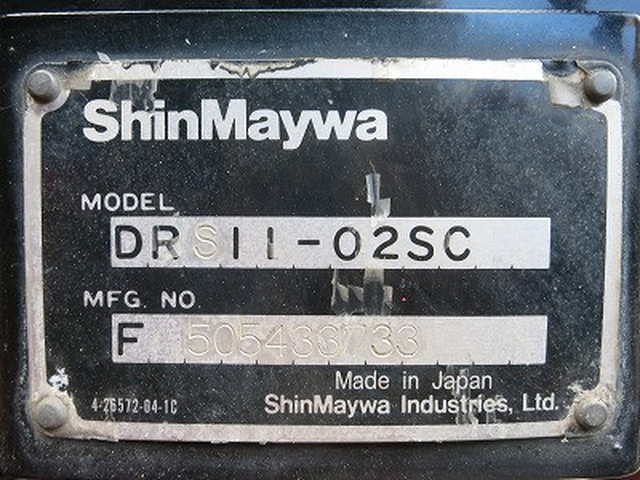 ShinMaywa
MODEL
DRS11-02SC
MFG. NO.
F 505433733
Made in Japan
4-26572-04-1C
ShinMaywa Industries, Ltd.